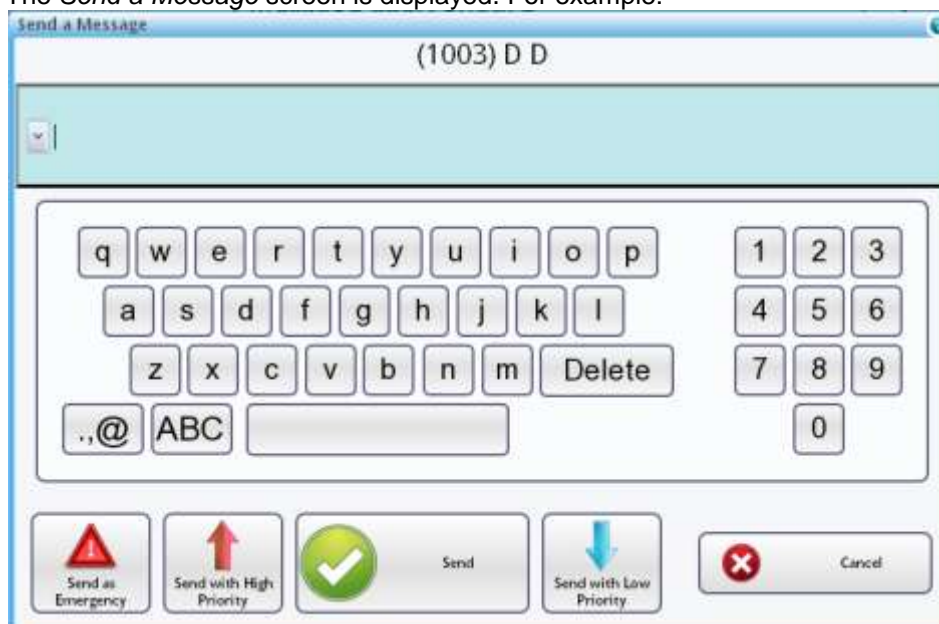 The Send a Message screen is displayed. For example:
Send a Message
(1003) D D
q w e r t y u i o p 1 2 3
a s d f g h j k l 4 5 6
z x c v b n m Delete 7 8 9
.,@ ABC 0
Send as
Emergency
Send with High
Priority
Send
Send with Low
Priority
Cancel